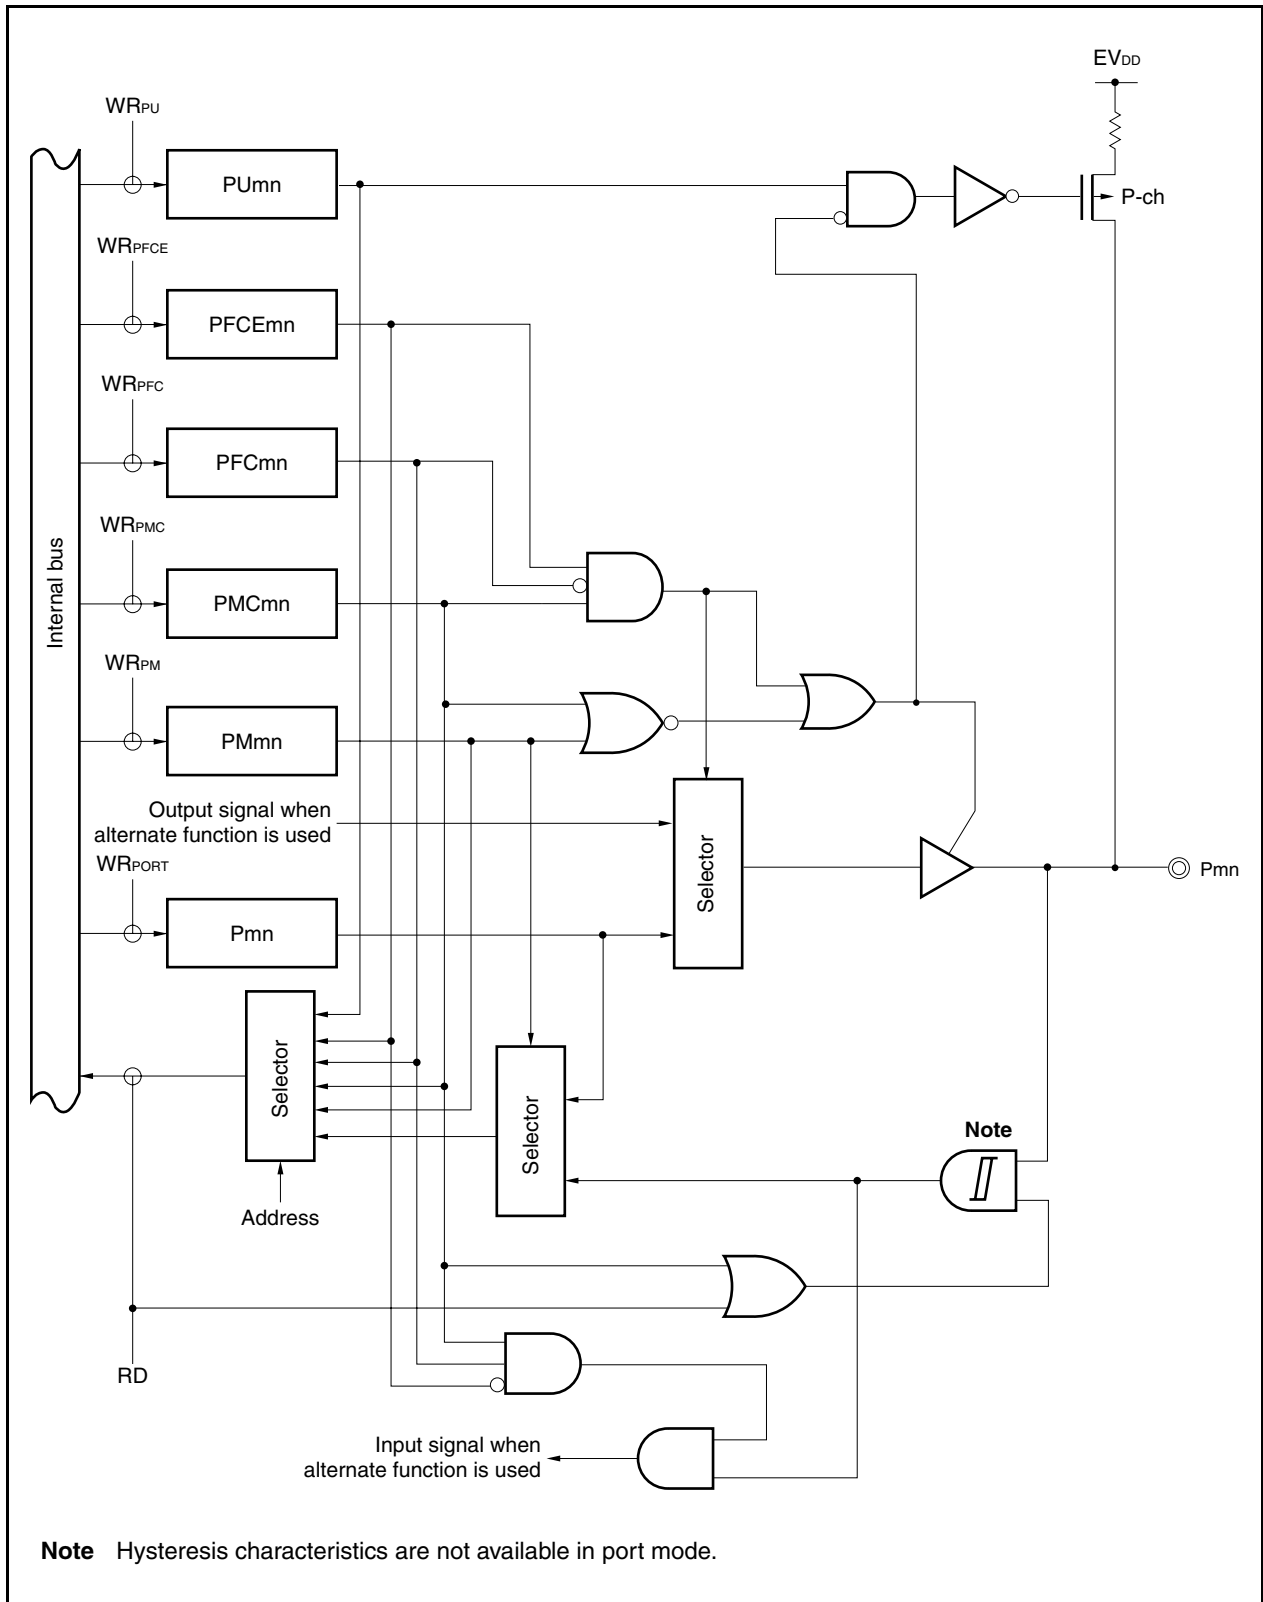 EVDD
WRPU
PUmn
P-ch
WRPFCE
PFCEmn
WRPFC
PFCmn
WRPMC
Internal bus
PMCmn
WRPM
PMmn
Output signal when
alternate function is used
Selector
WRPORT
Pmn
Pmn
Selector
Selector
Note
Address
RD
Input signal when
alternate function is used
Note Hysteresis characteristics are not available in port mode.